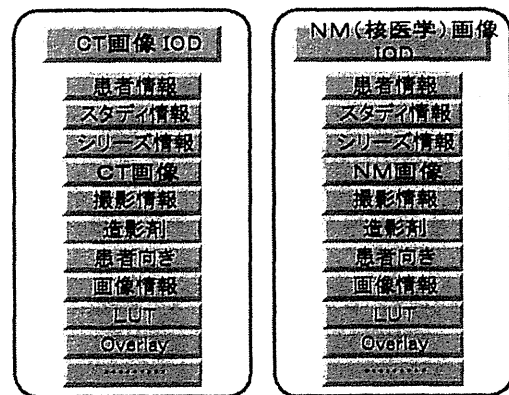 CT画像 IOD
患者情報
スタディ情報
シリーズ情報
CT画像
撮影情報
造影剤
患者向き
画像情報
LUT
Overlay
·········
NM(核医学)画像
IOD
患者情報
スタディ情報
シリーズ情報
NM画像
撮影情報
造影剤
患者向き
画像情報
LUT
Overlay
·········